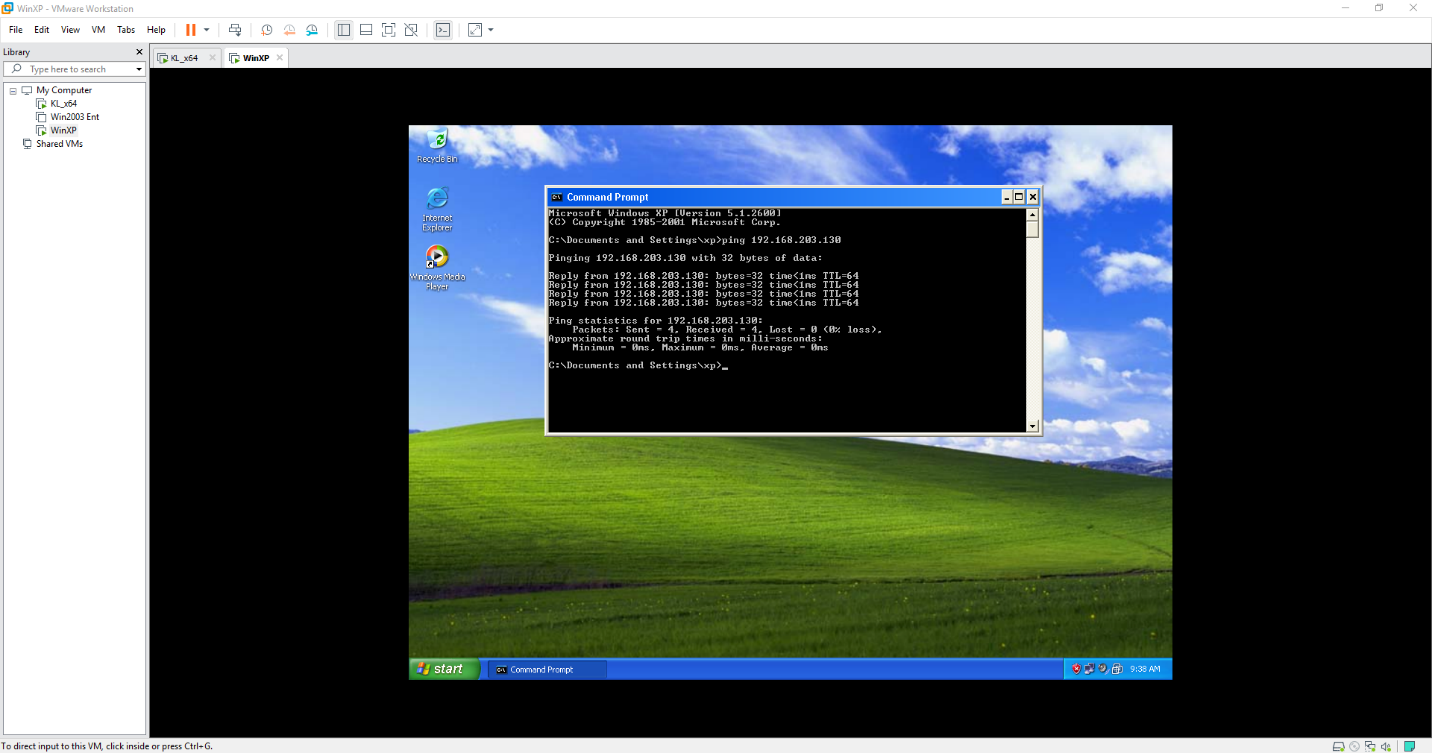 WinXP - VMware Workstation
File Edit View VM Tabs Help
Library
Type here to search
My Computer
KL_x64
Win2003 Ent
WinXP
Shared VMs
KL_x64 WinXP
Recycle Bin
Internet
Explorer
Windows Media
Player
Command Prompt
Microsoft Windows XP [Version 5.1.2600]
(C) Copyright 1985-2001 Microsoft Corp.
C:\Documents and Settings\xp>ping 192.168.203.130
Pinging 192.168.203.130 with 32 bytes of data:
Reply from 192.168.203.130: bytes=32 time<1ms TTL=64
Reply from 192.168.203.130: bytes=32 time<1ms TTL=64
Reply from 192.168.203.130: bytes=32 time<1ms TTL=64
Reply from 192.168.203.130: bytes=32 time<1ms TTL=64
Ping statistics for 192.168.203.130:
Packets: Sent = 4, Received = 4, Lost = 0 (0% loss),
Approximate round trip times in milli-seconds:
Minimum = 0ms, Maximum = 0ms, Average = 0ms
C:\Documents and Settings\xp>_
start Command Prompt 9:38 AM
To direct input to this VM, click inside or press Ctrl+G.